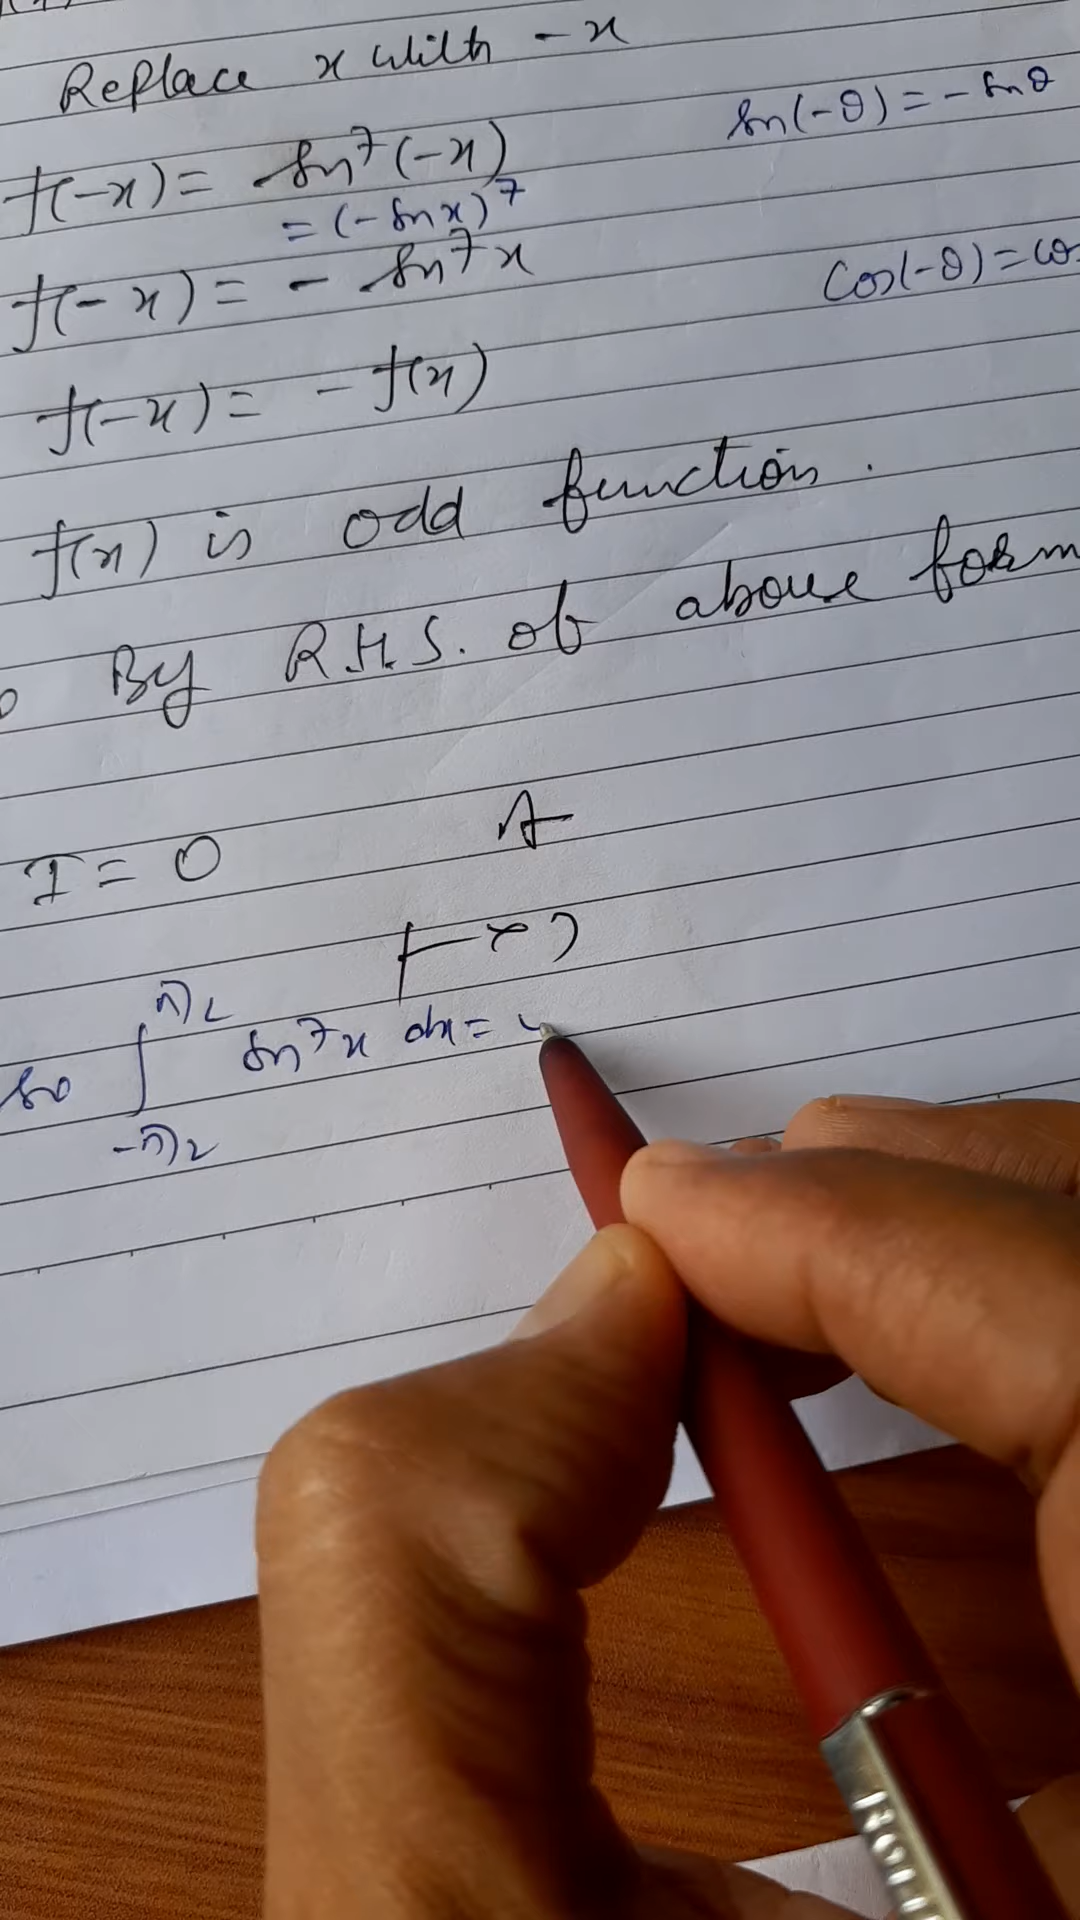 Replace x with - x
sin(-θ) = - sinθ
f(-x) = sin⁷(-x)
= (- sinx)⁷
f(-x) = - sin⁷x
cos(-θ) = cos
f(-x) = - f(x)
f(x) is odd function.
By R.H.S. of above form
I = 0 A
so ∫ π/2 -π/2 sin⁷x dx =